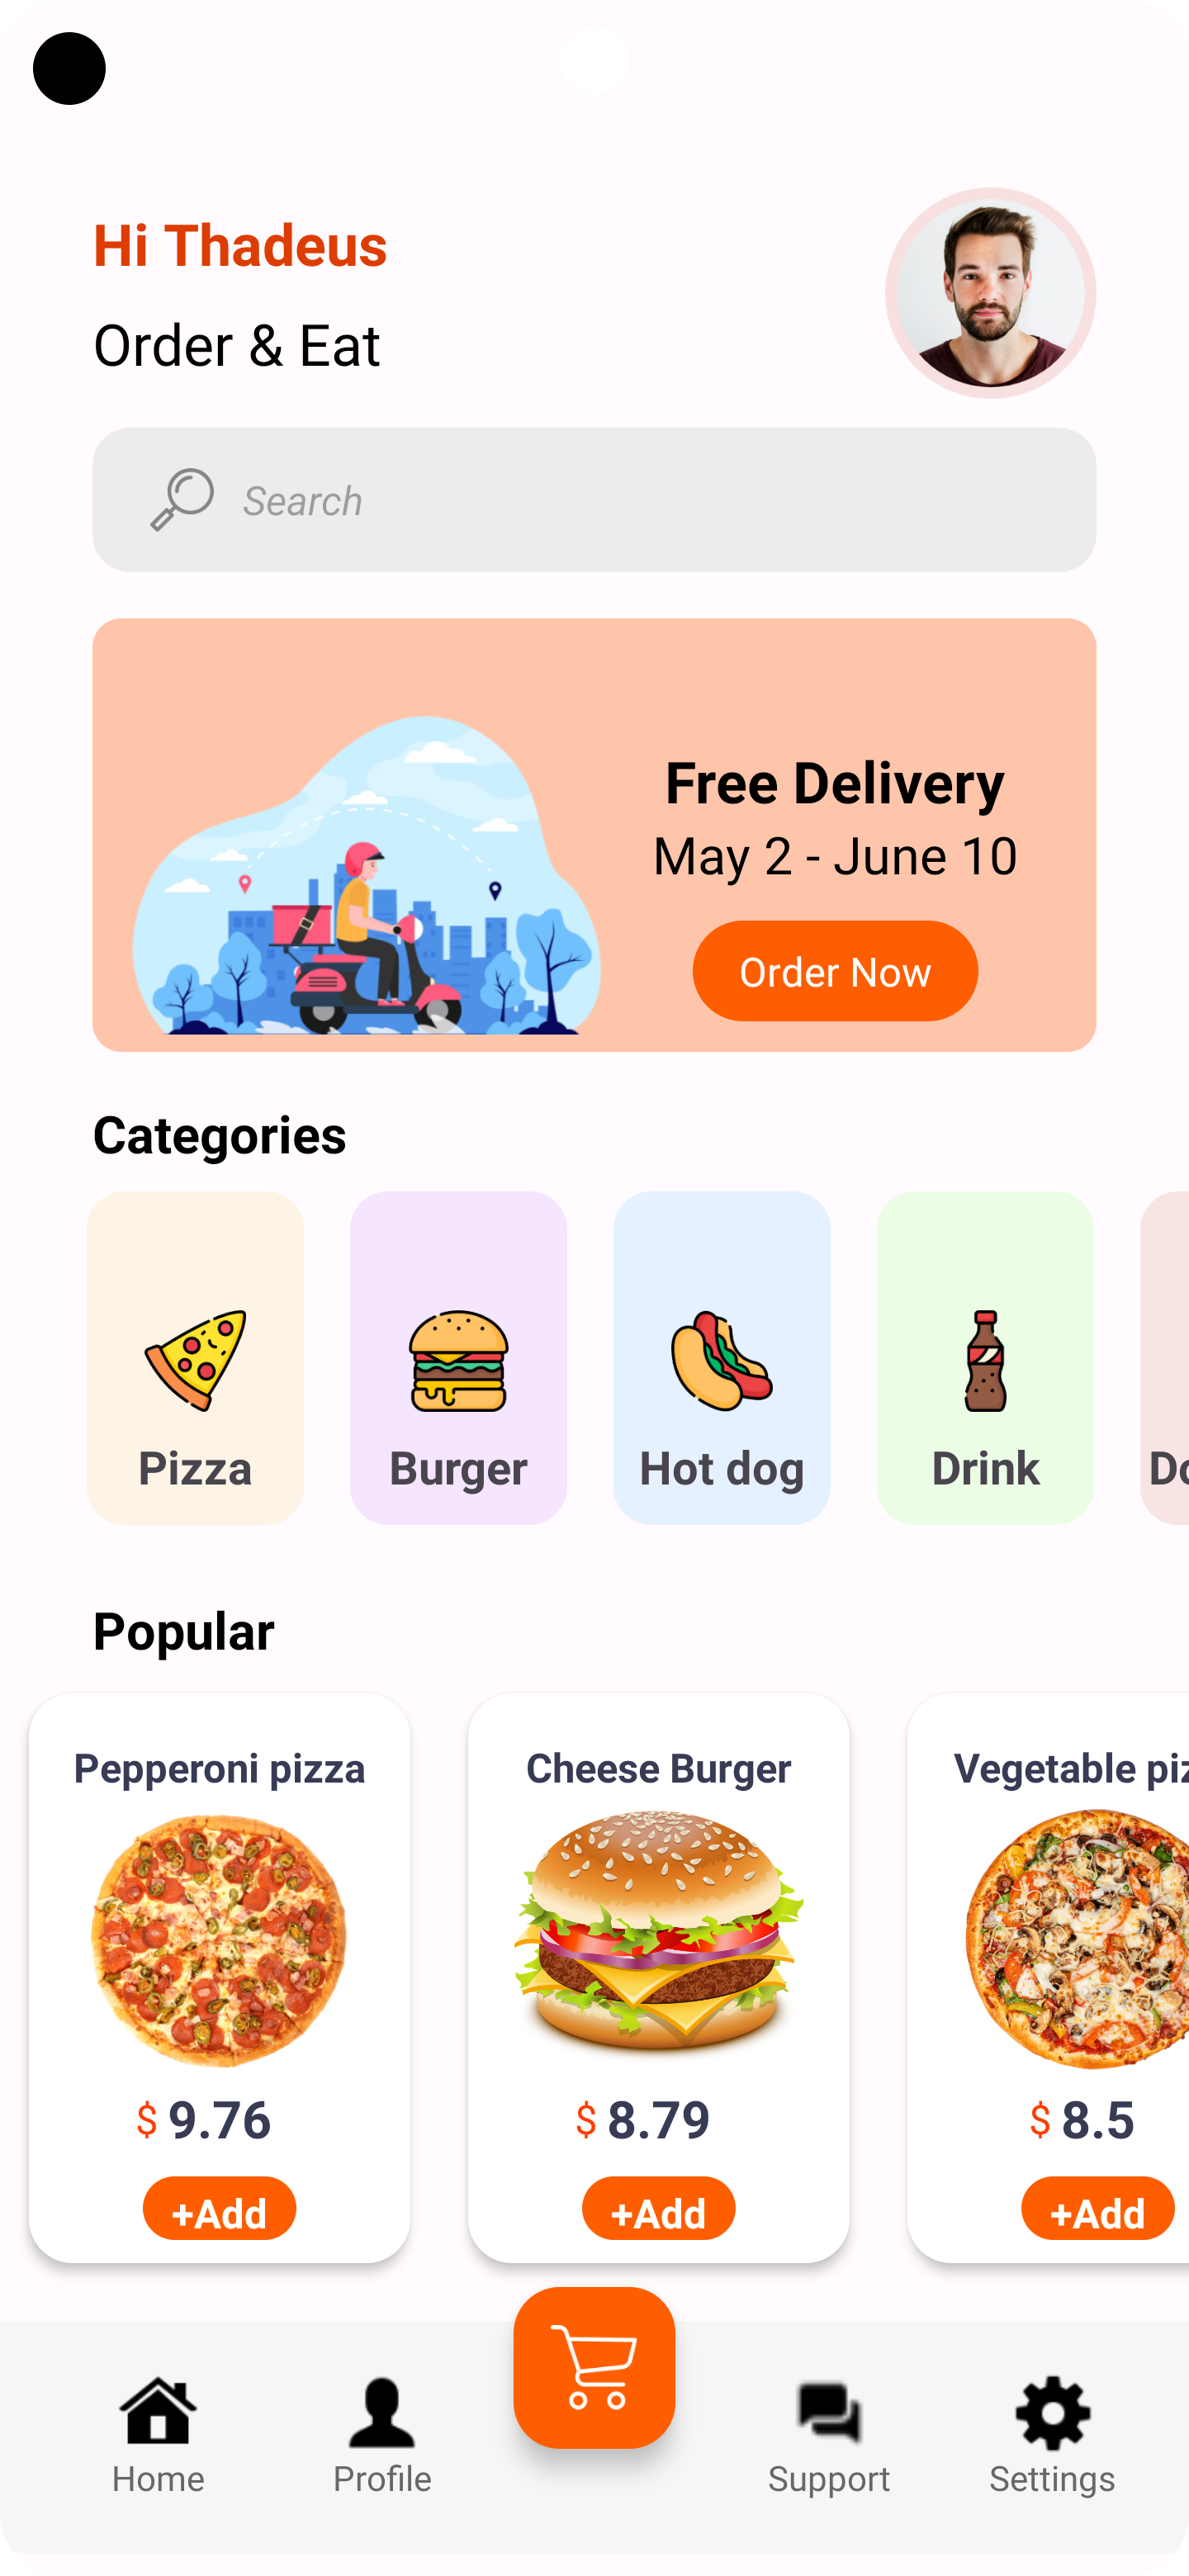 Hi Thadeus
Order & Eat
Search
Free Delivery
May 2 - June 10
Order Now
Categories
Pizza
Burger
Hot dog
Drink
Do
Popular
Pepperoni pizza
Cheese Burger
Vegetable piz
$ 9.76
$ 8.79
$ 8.5
+Add
+Add
+Add
Home
Profile
Support
Settings